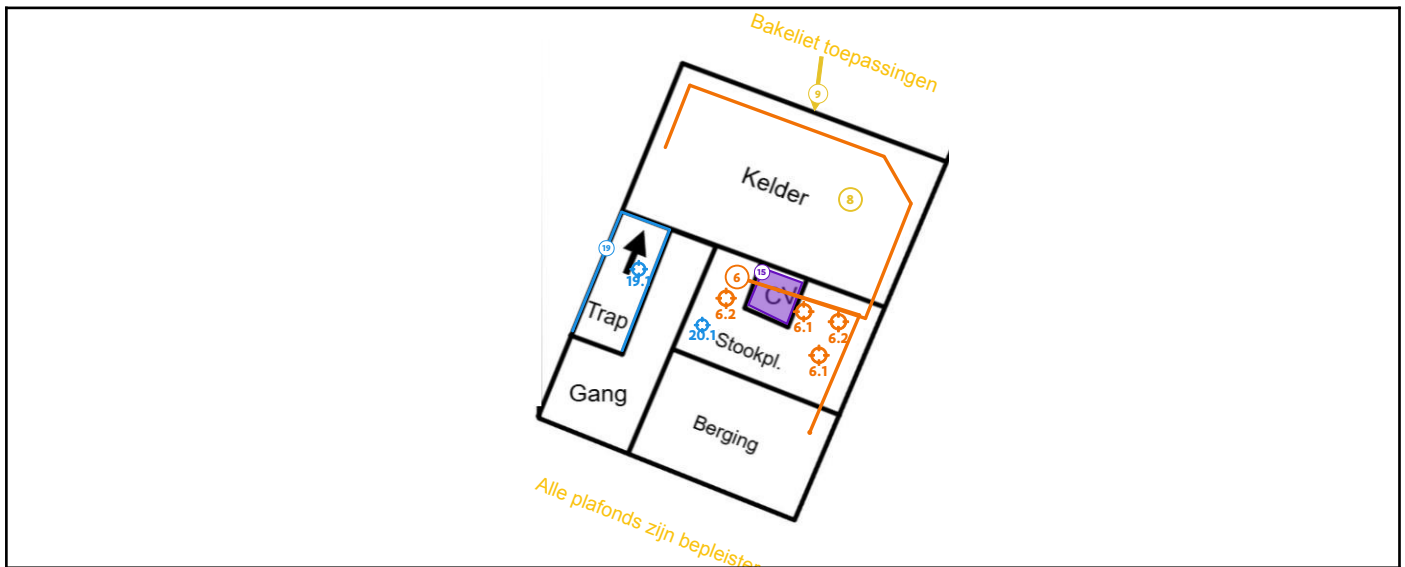 Bakeliet toepassingen
9
Kelder
8
19
19.1
6
15
CV
6.2
6.1
6.2
20.1
Trap
Stookpl.
6.1
Gang
Berging
Alle plafonds zijn bepleister